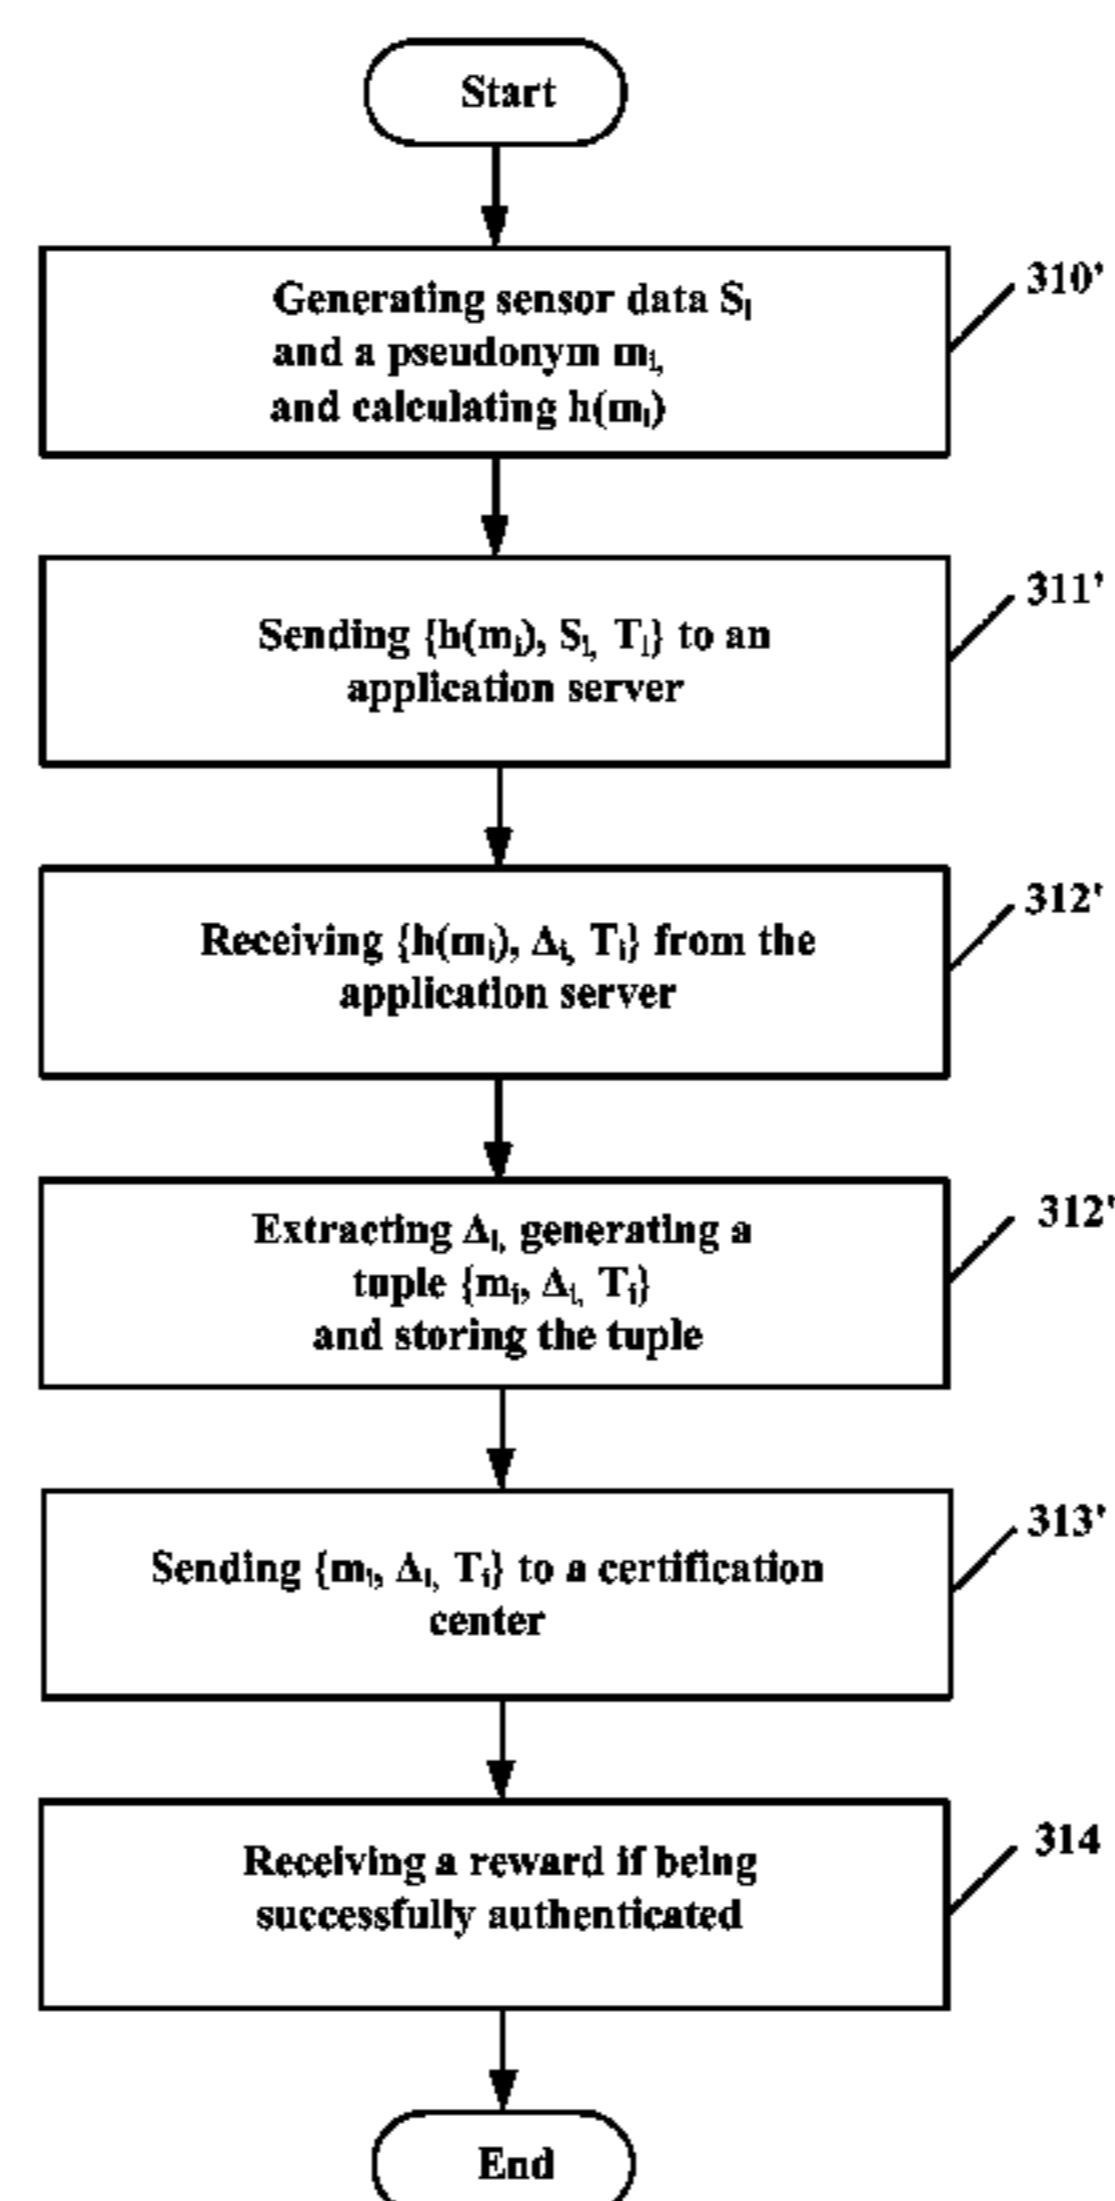 Start
Generating sensor data Sᵢ
and a pseudonym mᵢ,
and calculating h(mᵢ)
310'
Sending {h(mᵢ), Sᵢ, Tᵢ} to an
application server
311'
Receiving {h(mᵢ), Δᵢ, Tᵢ} from the
application server
312'
Extracting Δᵢ, generating a
tuple {mᵢ, Δᵢ, Tᵢ}
and storing the tuple
312'
Sending {mᵢ, Δᵢ, Tᵢ} to a certification
center
313'
Receiving a reward if being
successfully authenticated
314
End